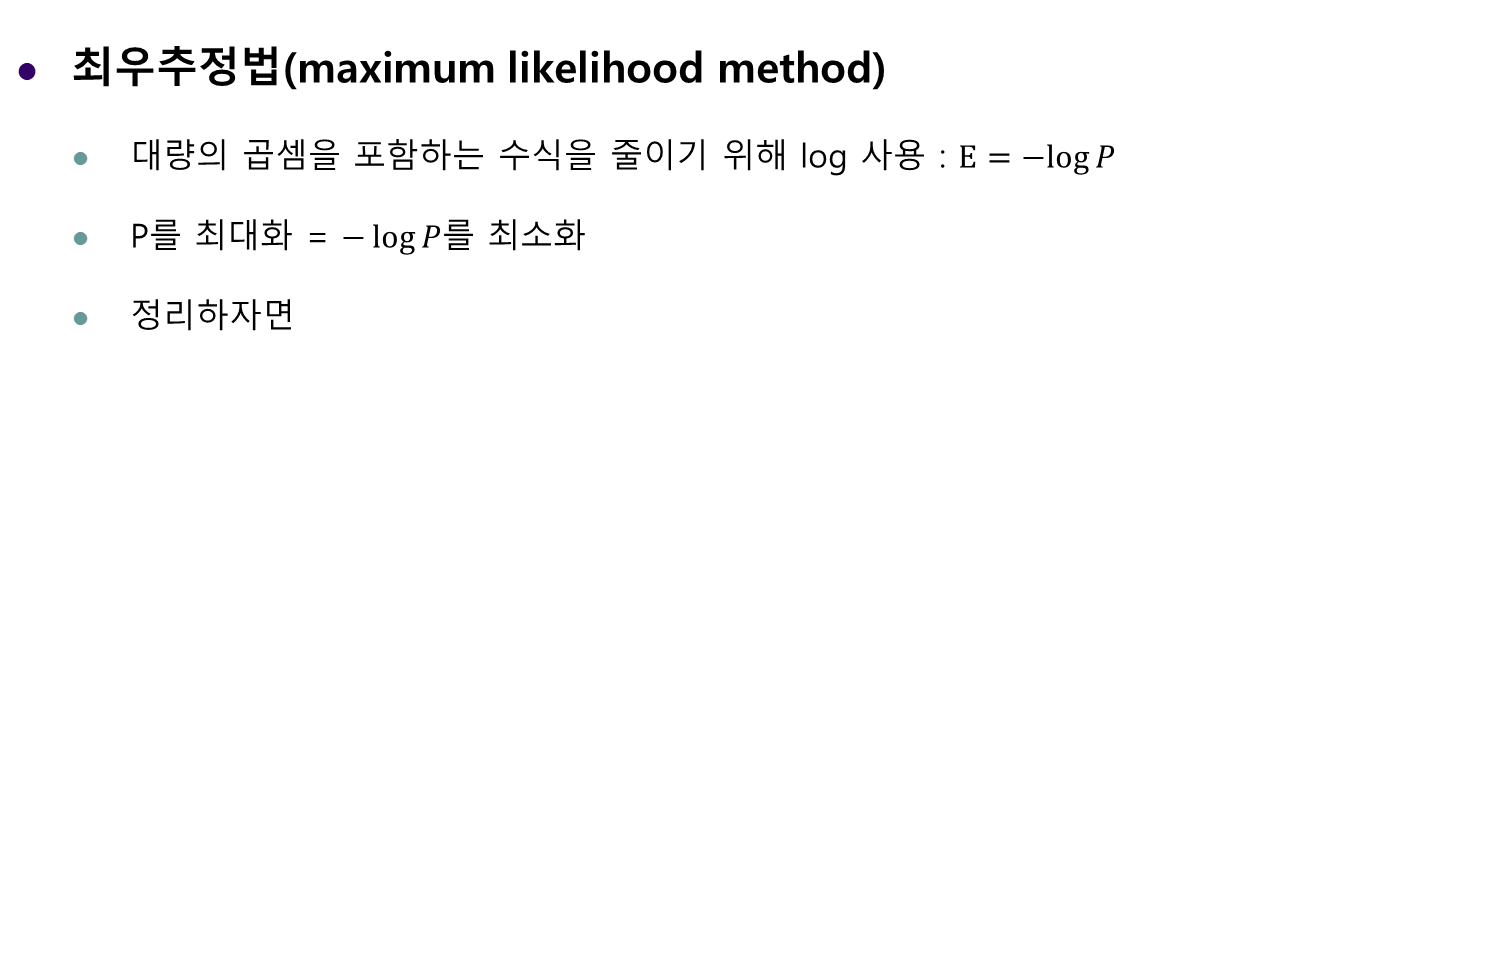 최우추정법(maximum likelihood method)
대량의 곱셈을 포함하는 수식을 줄이기 위해 log 사용 : E = −log P
P를 최대화 = − log P를 최소화
정리하자면